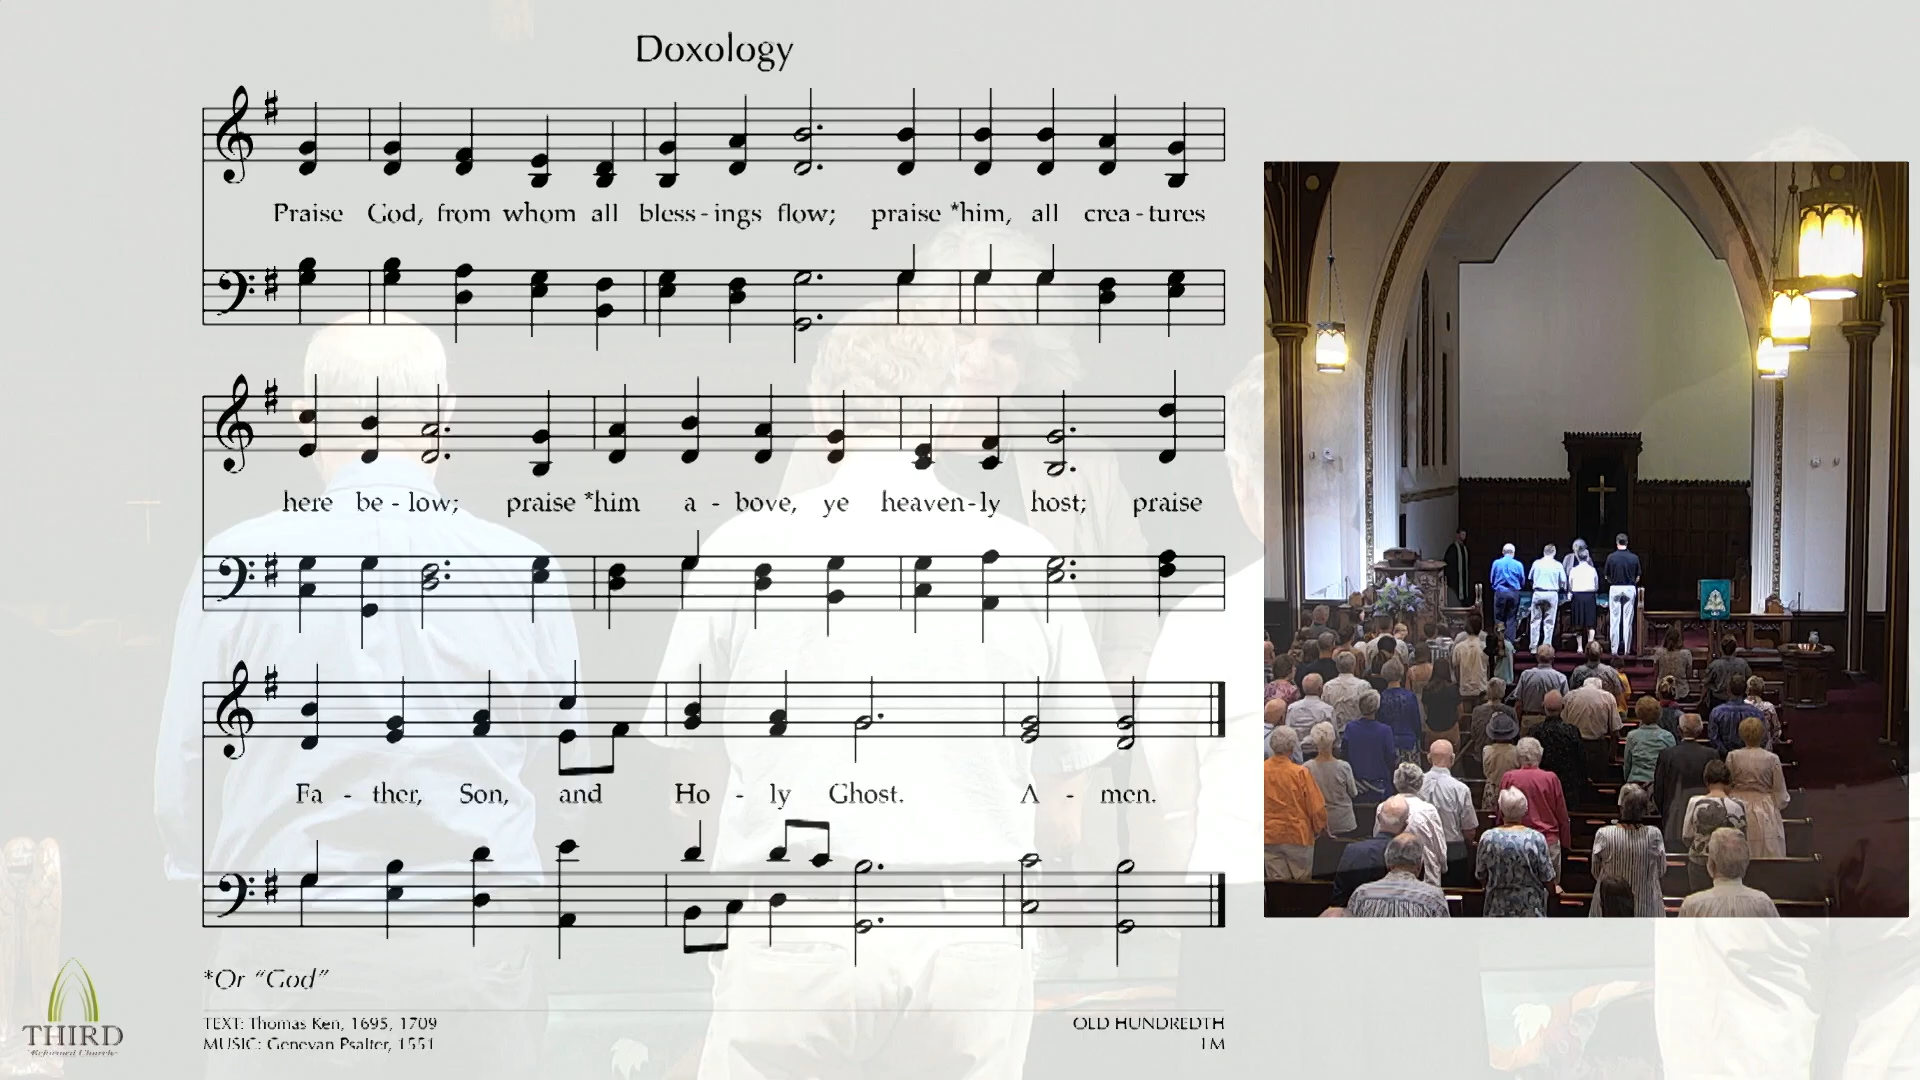 Doxology
Praise God, from whom all bless - ings flow; praise *him, all crea - tures
here be - low; praise *him a - bove, ye heaven - ly host; praise
Fa - ther, Son, and Ho - ly Ghost. A - men.
*Or “God”
TEXT: Thomas Ken, 1695, 1709
MUSIC: Genevan Psalter, 1551
OLD HUNDREDTH
LM
THIRD
Reformed Church